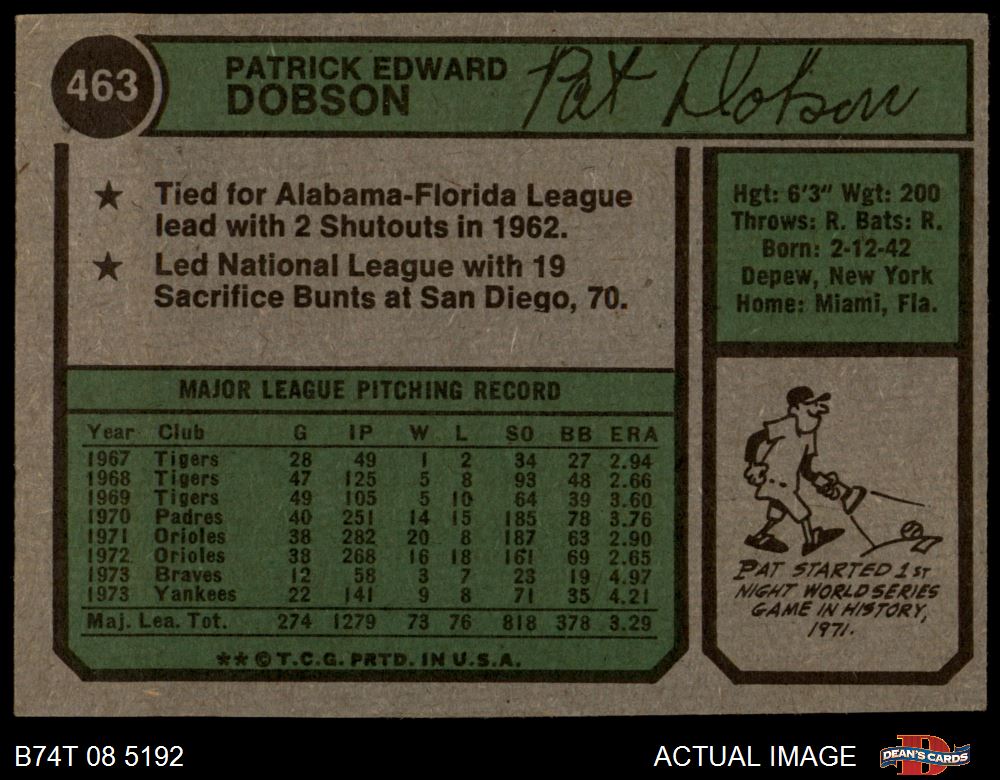 463
PATRICK EDWARD
DOBSON
Pat Dobson
★ Tied for Alabama-Florida League
lead with 2 Shutouts in 1962.
★ Led National League with 19
Sacrifice Bunts at San Diego, 70.
Hgt: 6'3" Wgt: 200
Throws: R. Bats: R.
Born: 2-12-42
Depew, New York
Home: Miami, Fla.
MAJOR LEAGUE PITCHING RECORD
Year Club G IP W L SO BB ERA
1967 Tigers 28 49 1 2 34 27 2.94
1968 Tigers 47 125 5 8 93 48 2.66
1969 Tigers 49 105 5 10 64 39 3.60
1970 Padres 40 251 14 15 185 78 3.76
1971 Orioles 38 282 20 8 187 63 2.90
1972 Orioles 38 268 16 18 161 69 2.65
1973 Braves 12 58 3 7 23 19 4.97
1973 Yankees 22 141 9 8 71 35 4.21
Maj. Lea. Tot. 274 1279 73 76 818 378 3.29
** © T.C.G. PRTD. IN U.S.A.
PAT STARTED 1ST
NIGHT WORLD SERIES
GAME IN HISTORY,
1971.
B74T 08 5192
ACTUAL IMAGE
DEAN'S CARDS